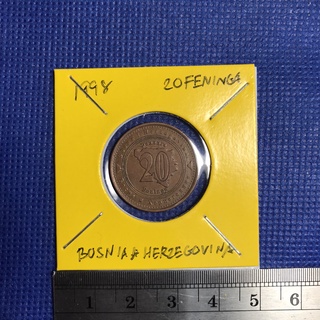 1998 20 FENINGA
20
BOSNIA & HERZEGOVINA
1 2 3 4 5 6